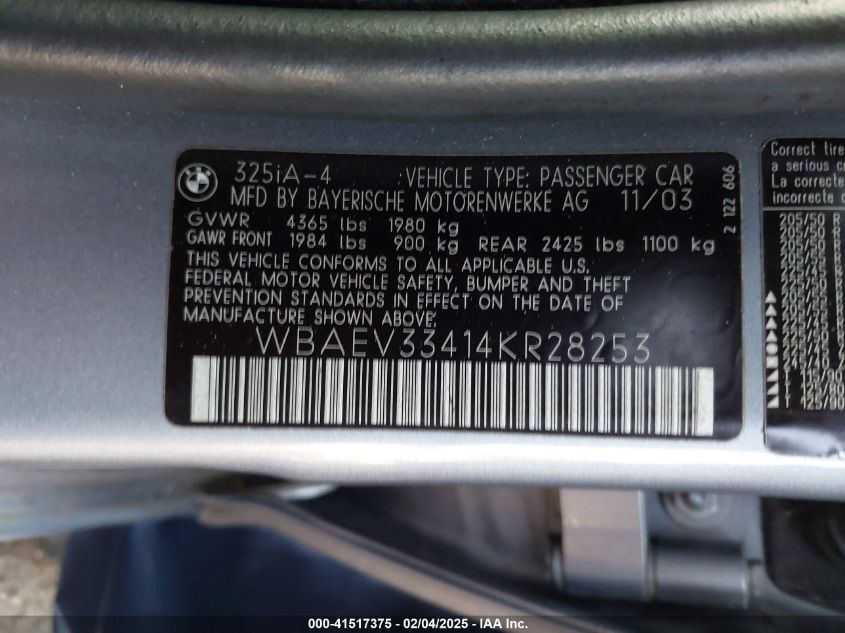 325iA-4 VEHICLE TYPE: PASSENGER CAR
MFD BY BAYERISCHE MOTORENWERKE AG 11/03
GVWR 4365 lbs 1980 kg
GAWR FRONT 1984 lbs 900 kg REAR 2425 lbs 1100 kg
THIS VEHICLE CONFORMS TO ALL APPLICABLE U.S.
FEDERAL MOTOR VEHICLE SAFETY, BUMPER AND THEFT
PREVENTION STANDARDS IN EFFECT ON THE DATE OF
MANUFACTURE SHOWN ABOVE.
WBAEV33414KR28253
2 122 606
Correct tire
a serious
La correcte
incorrecte
205/50 R
000-41517375 - 02/04/2025 - IAA Inc.